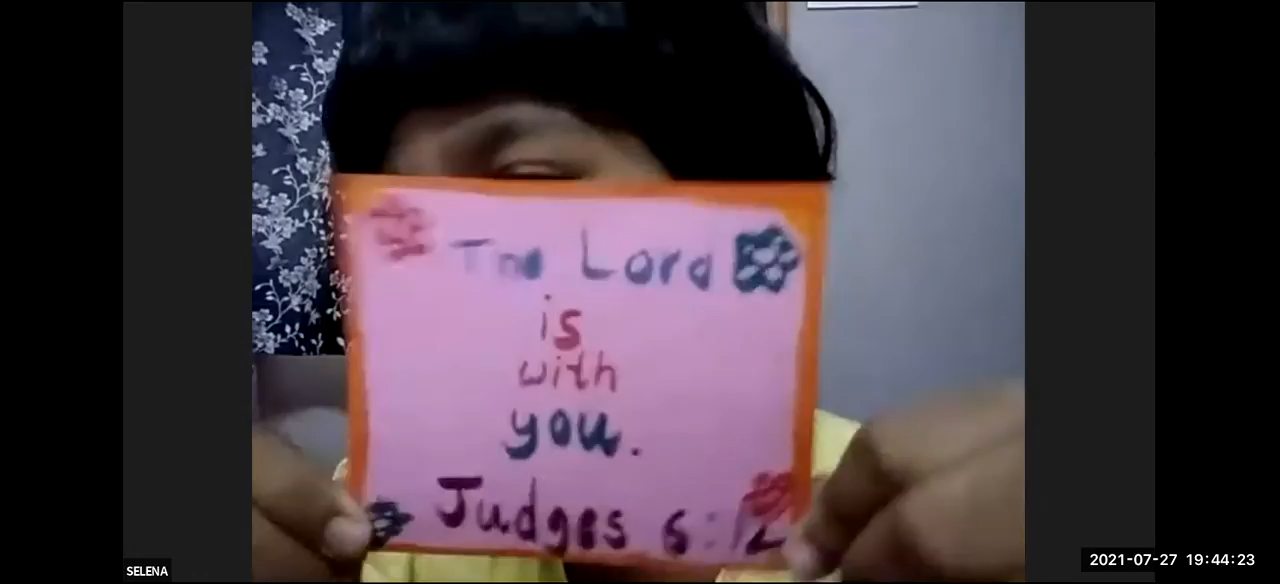 The Lord
is
with
you.
Judges 6:12
SELENA
2021-07-27 19:44:23